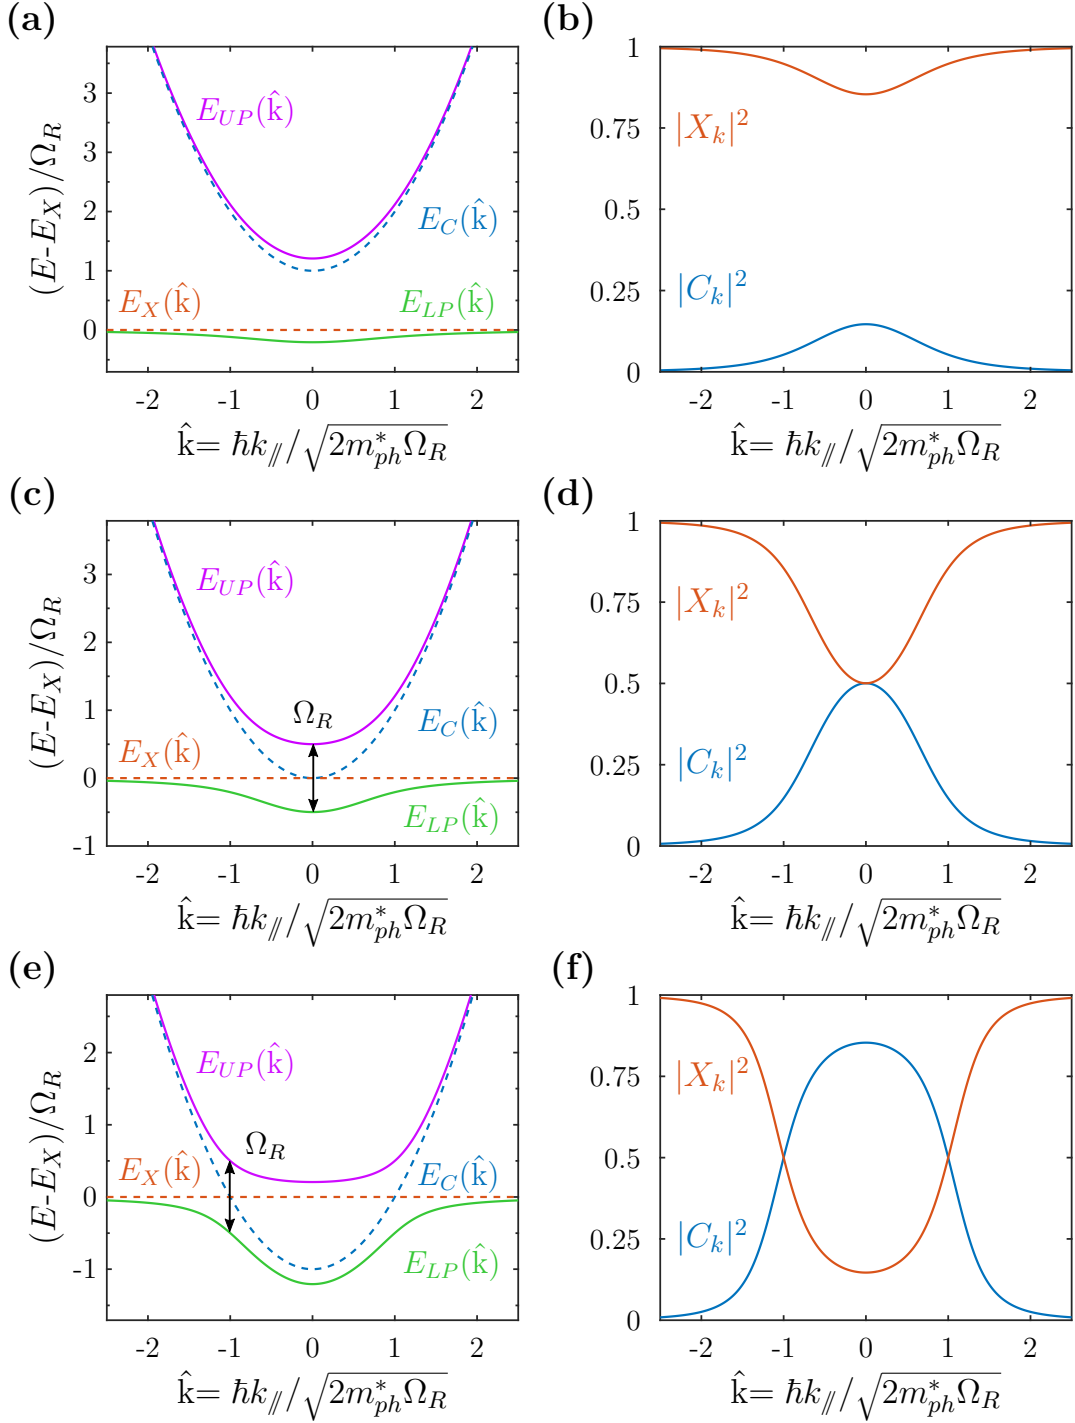 (a)
(E-E_X)/Ω_R
3
3
2
1
0
E_UP(k̂)
E_C(k̂)
E_X(k̂)
E_LP(k̂)
-2 -1 0 1 2
k̂= ħk_∥/√(2m*_ph Ω_R)
(b)
1
0.75
0.5
0.25
0
|X_k|²
|C_k|²
-2 -1 0 1 2
k̂= ħk_∥/√(2m*_ph Ω_R)
(c)
(E-E_X)/Ω_R
3
2
1
0
-1
E_UP(k̂)
Ω_R
E_C(k̂)
E_X(k̂)
E_LP(k̂)
-2 -1 0 1 2
k̂= ħk_∥/√(2m*_ph Ω_R)
(d)
1
0.75
0.5
0.25
0
|X_k|²
|C_k|²
-2 -1 0 1 2
k̂= ħk_∥/√(2m*_ph Ω_R)
(e)
(E-E_X)/Ω_R
2
1
0
-1
E_UP(k̂)
Ω_R
E_X(k̂)
E_C(k̂)
E_LP(k̂)
-2 -1 0 1 2
k̂= ħk_∥/√(2m*_ph Ω_R)
(f)
1
0.75
0.5
0.25
0
|X_k|²
|C_k|²
-2 -1 0 1 2
k̂= ħk_∥/√(2m*_ph Ω_R)